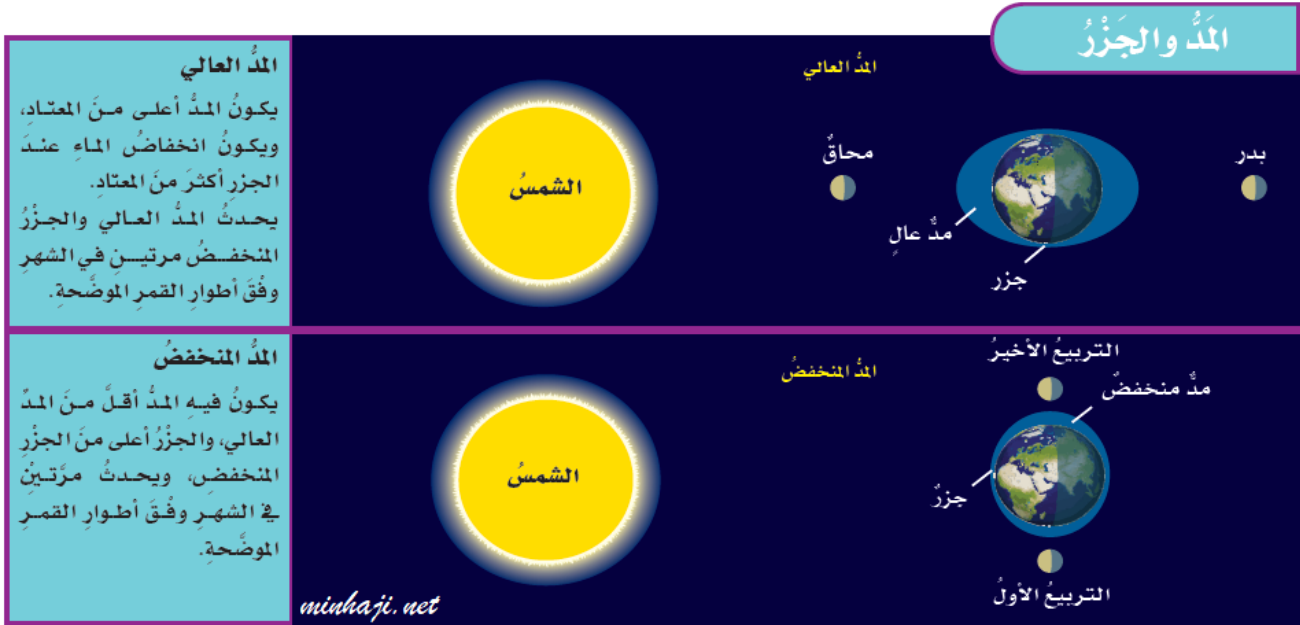 المَدُّ والجَزْرُ
المدُّ العالي
بدر
محاقٌ
الشمسُ
مدٌّ عالٍ
جزر
المدُّ العالي
يكونُ المدُّ أعلى منَ المعتادِ،
ويكونُ انخفاضُ الماءِ عندَ
الجزرِ أكثرَ منَ المعتادِ.
يحدثُ المدُّ العالي والجزْرُ
المنخفضُ مرتينِ في الشهرِ
وفْقَ أطوارِ القمرِ الموضَّحةِ.
التربيعُ الأخيرُ
المدُّ المنخفضُ
مدٌّ منخفضٌ
الشمسُ
جزرٌ
التربيعُ الأولُ
المدُّ المنخفضُ
يكونُ فيهِ المدُّ أقلَّ منَ المدِّ
العالي، والجزْرُ أعلى منَ الجزْرِ
المنخفضِ، ويحدثُ مرَّتيْنِ
في الشهرِ وفْقَ أطوارِ القمرِ
الموضَّحةِ.
minhaji.net